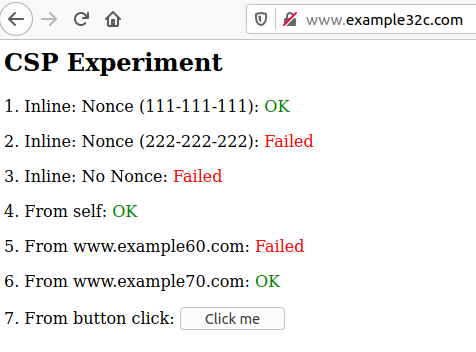 www.example32c.com
CSP Experiment
1. Inline: Nonce (111-111-111): OK
2. Inline: Nonce (222-222-222): Failed
3. Inline: No Nonce: Failed
4. From self: OK
5. From www.example60.com: Failed
6. From www.example70.com: OK
7. From button click: Click me